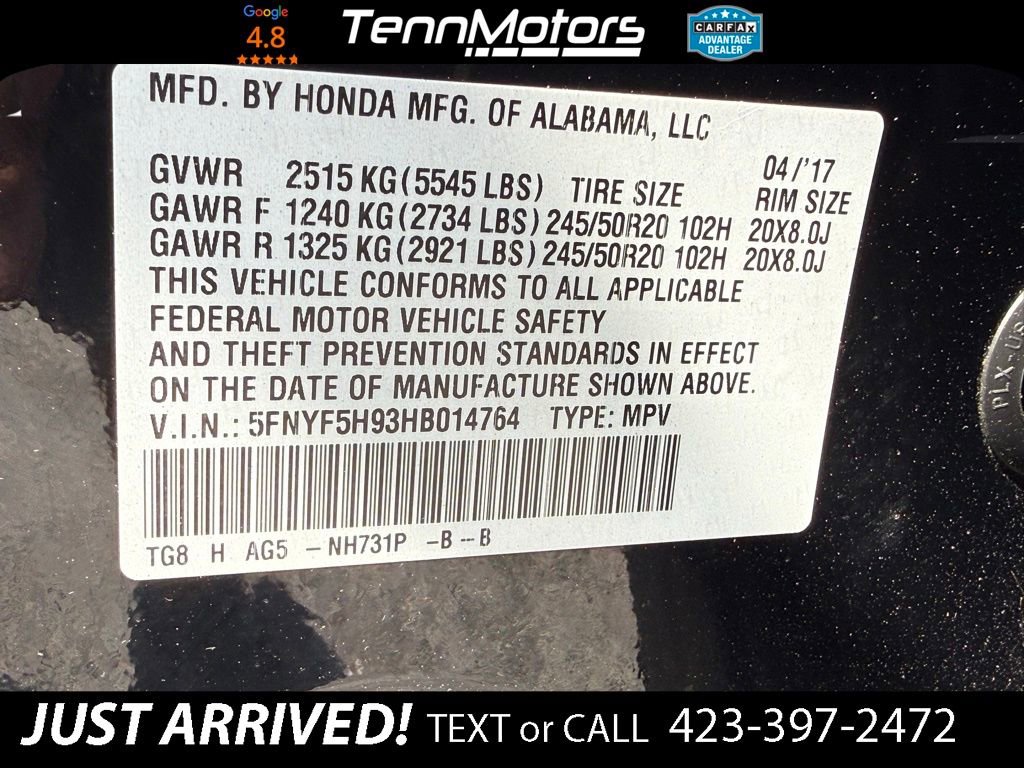 Google
4.8
TennMotors
CARFAX
ADVANTAGE
DEALER
MFD. BY HONDA MFG. OF ALABAMA, LLC
04/'17
GVWR 2515 KG (5545 LBS) TIRE SIZE RIM SIZE
GAWR F 1240 KG (2734 LBS) 245/50R20 102H 20X8.0J
GAWR R 1325 KG (2921 LBS) 245/50R20 102H 20X8.0J
THIS VEHICLE CONFORMS TO ALL APPLICABLE
FEDERAL MOTOR VEHICLE SAFETY
AND THEFT PREVENTION STANDARDS IN EFFECT
ON THE DATE OF MANUFACTURE SHOWN ABOVE.
V.I.N.: 5FNYF5H93HB014764 TYPE: MPV
TG8 H AG5 -NH731P -B--B
PLX-US
JUST ARRIVED! TEXT or CALL 423-397-2472